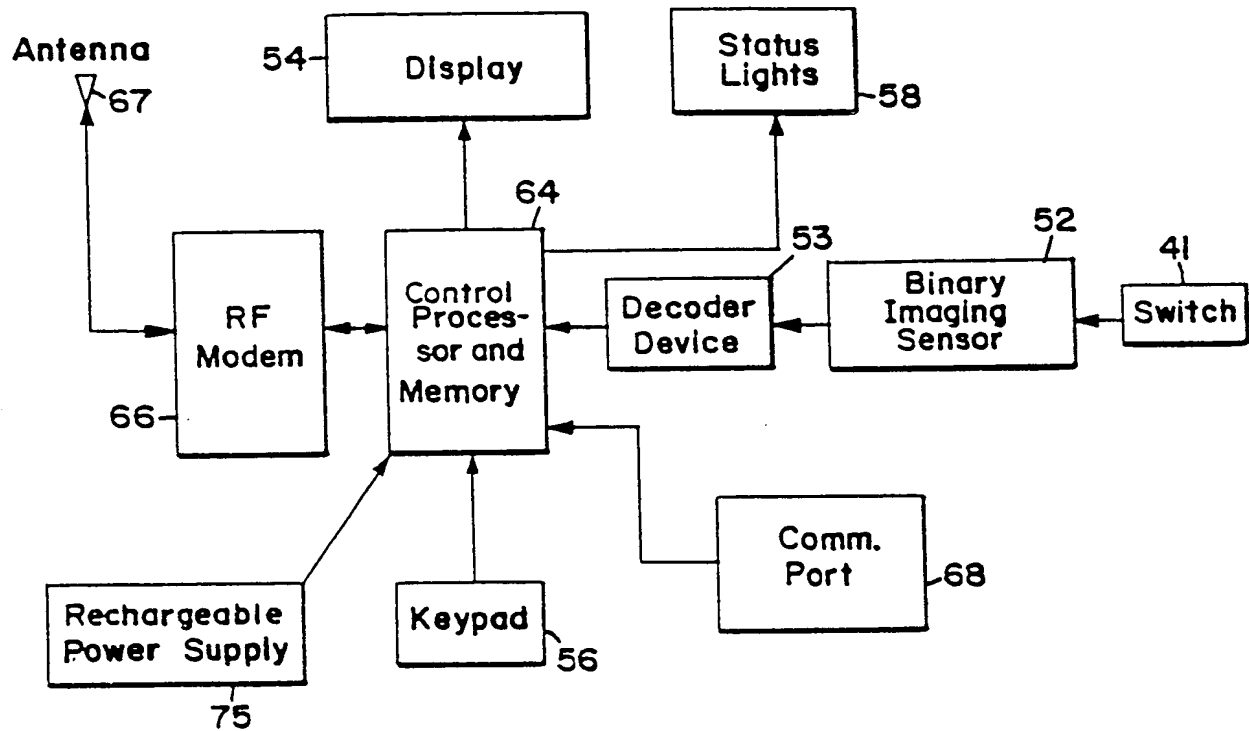 Antenna
67
54
Display
Status
Lights
58
64
RF
Modem
66
Control
Proces-
sor and
Memory
53
Decoder
Device
52
Binary
Imaging
Sensor
41
Switch
Rechargeable
Power Supply
75
Keypad
56
Comm.
Port
68